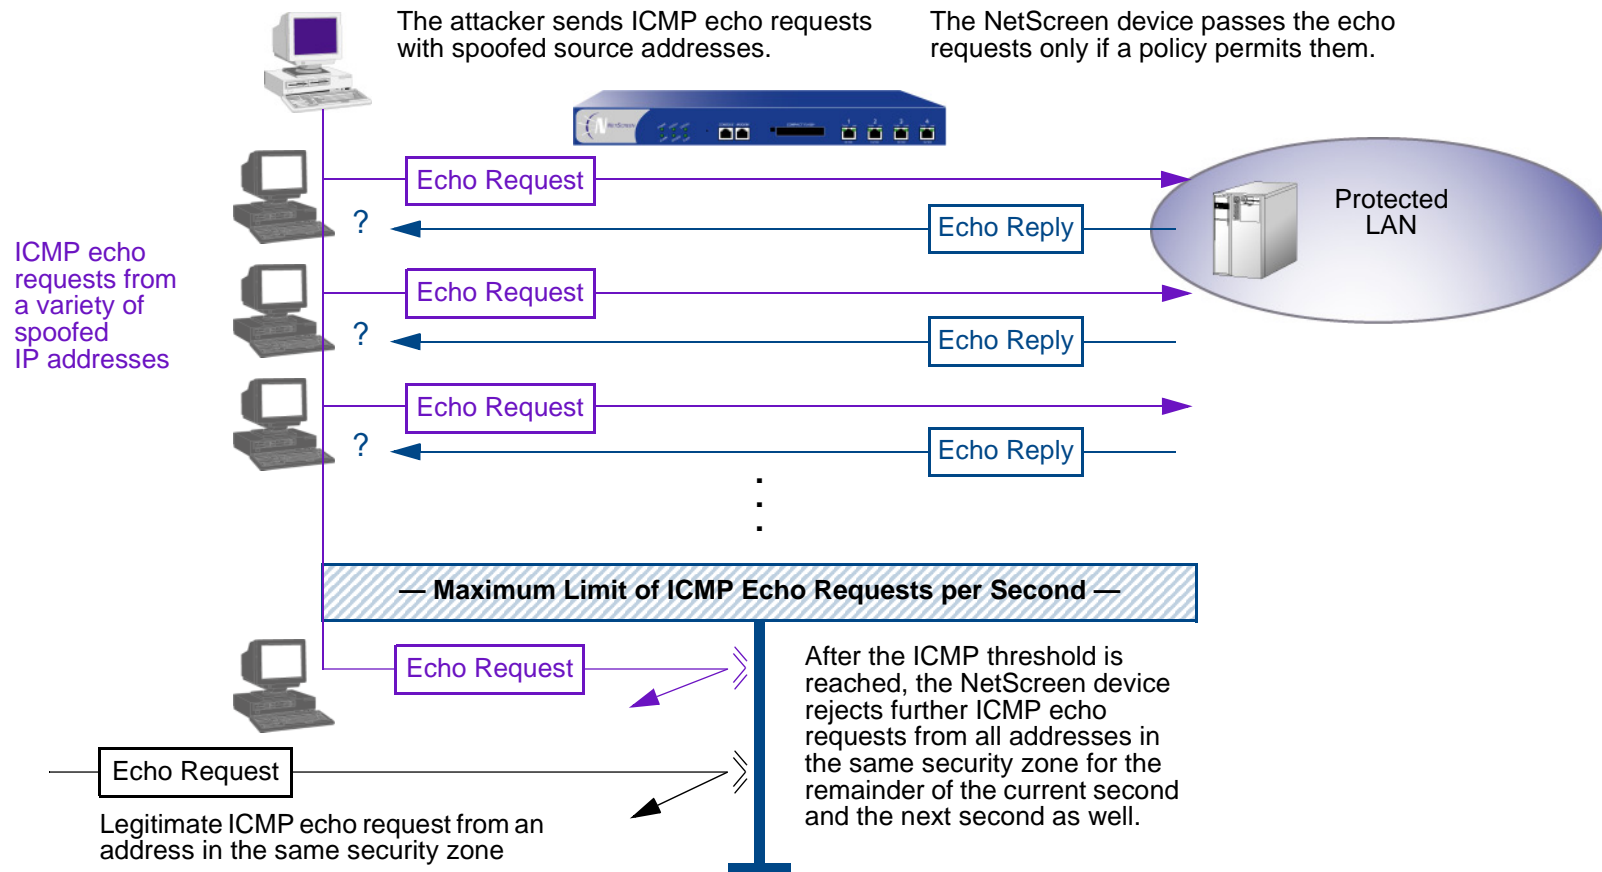 The attacker sends ICMP echo requests
with spoofed source addresses.
The NetScreen device passes the echo
requests only if a policy permits them.
NetScreen
1 2 3 4
Echo Request
Protected
LAN
?
Echo Reply
ICMP echo
requests from
a variety of
spoofed
IP addresses
Echo Request
?
Echo Reply
Echo Request
?
Echo Reply
— Maximum Limit of ICMP Echo Requests per Second —
Echo Request
After the ICMP threshold is
reached, the NetScreen device
rejects further ICMP echo
requests from all addresses in
the same security zone for the
remainder of the current second
and the next second as well.
Echo Request
Legitimate ICMP echo request from an
address in the same security zone